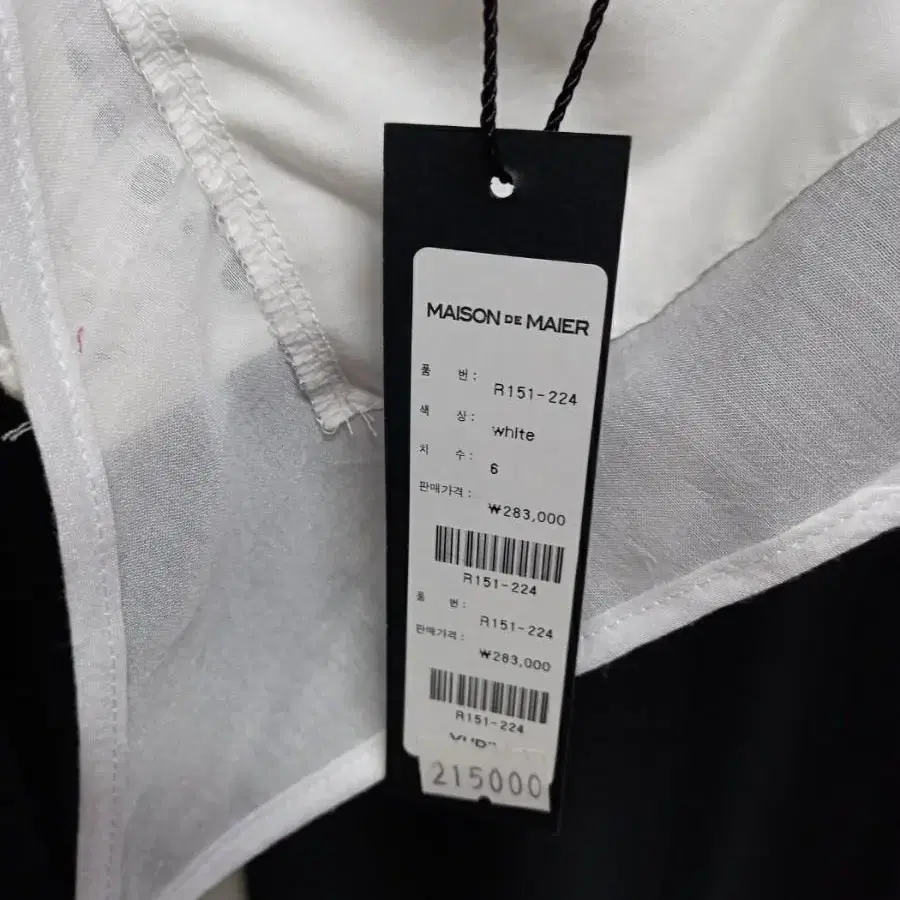 MAISON DE MAIER
품 번: R151-224
색 상: white
치 수: 6
판매가격: ₩283,000
R151-224
품 번: R151-224
판매가격: ₩283,000
R151-224
215000